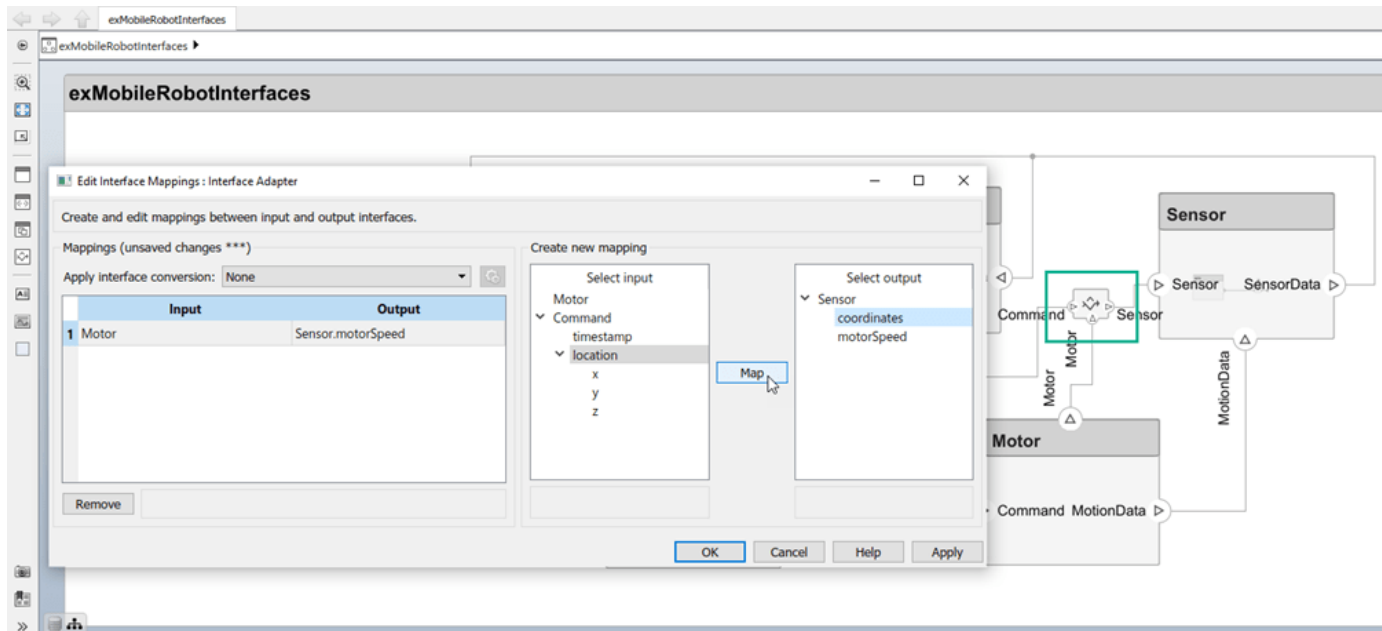 exMobileRobotInterfaces
exMobileRobotInterfaces
exMobileRobotInterfaces
Edit Interface Mappings : Interface Adapter
Create and edit mappings between input and output interfaces.
Mappings (unsaved changes ***)
Apply interface conversion: None
Input Output
1 Motor Sensor.motorSpeed
Remove
Create new mapping
Select input
Motor
Command
timestamp
location
x
y
z
Map
Select output
Sensor
coordinates
motorSpeed
OK Cancel Help Apply
Sensor
Sensor SensorData
Command Sensor
Motor
Motor
MotionData
Motor
Command MotionData